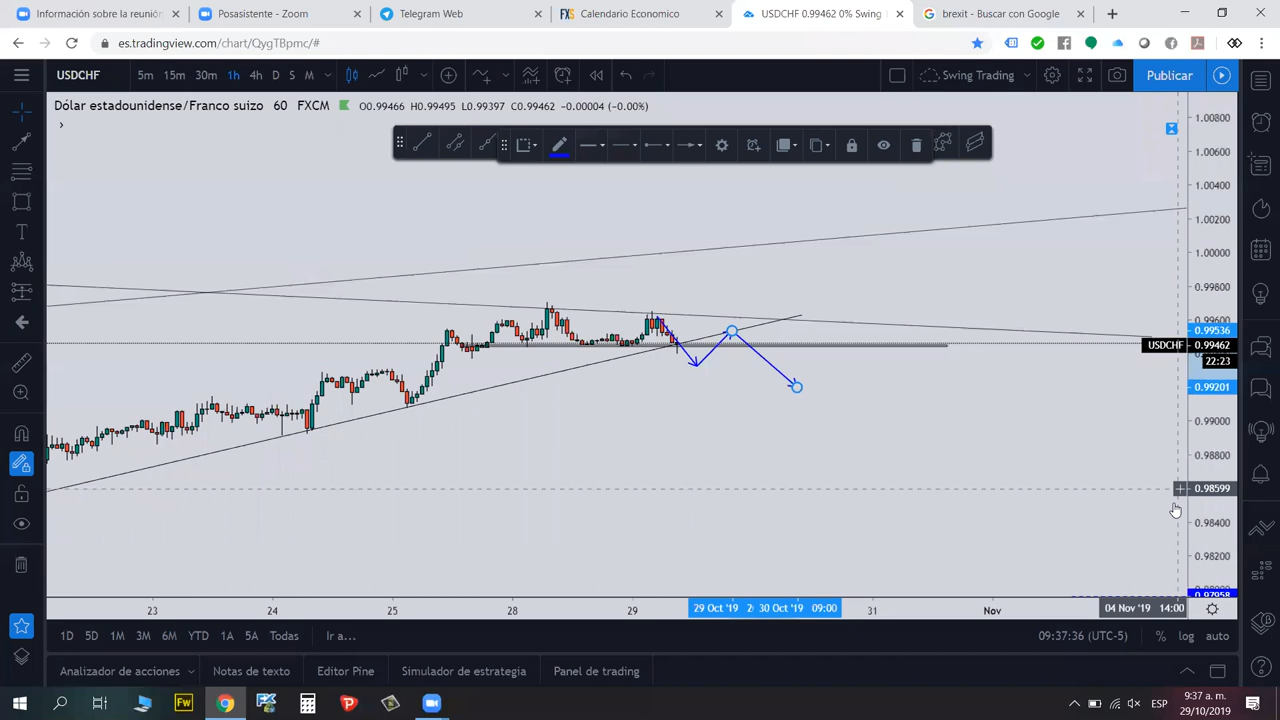 Información sobre la reunión
Posasistente - Zoom
Telegram Web
Calendario Economico
USDCHF 0.99462 0% Swing
brexit - Buscar con Google
es.tradingview.com/chart/QygTBpmc/#
USDCHF 5m 15m 30m 1h 4h D S M
Swing Trading
Publicar
Dólar estadounidense/Franco suizo 60 FXCM O0.99466 H0.99495 L0.99397 C0.99462 −0.00004 (−0.00%)
1.00800
1.00600
1.00400
1.00200
1.00000
0.99800
0.99600
0.99536
USDCHF 0.99462
22:23
0.99201
0.99000
0.98800
0.98599
0.98400
0.98200
0.97958
23 24 25 28 29 29 Oct '19 30 Oct '19 09:00 31 Nov 04 Nov '19 14:00
1D 5D 1M 3M 6M YTD 1A 5A Todas Ir a...
09:37:36 (UTC-5) % log auto
Analizador de acciones Notas de texto Editor Pine Simulador de estrategia Panel de trading
Fw
ESP
9:37 a. m.
29/10/2019